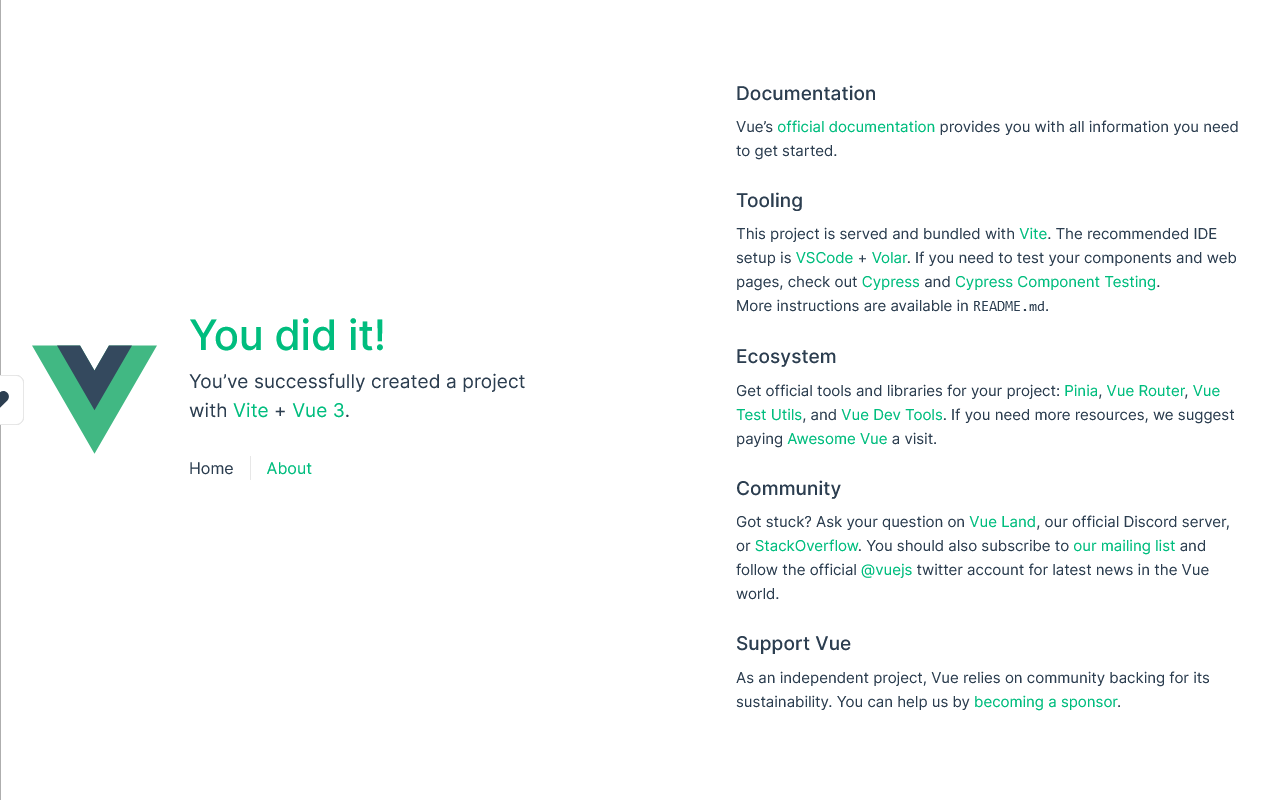 You did it!
You’ve successfully created a project
with Vite + Vue 3.
Home
About
Documentation
Vue’s official documentation provides you with all information you need
to get started.
Tooling
This project is served and bundled with Vite. The recommended IDE
setup is VSCode + Volar. If you need to test your components and web
pages, check out Cypress and Cypress Component Testing.
More instructions are available in README.md.
Ecosystem
Get official tools and libraries for your project: Pinia, Vue Router, Vue
Test Utils, and Vue Dev Tools. If you need more resources, we suggest
paying Awesome Vue a visit.
Community
Got stuck? Ask your question on Vue Land, our official Discord server,
or StackOverflow. You should also subscribe to our mailing list and
follow the official @vuejs twitter account for latest news in the Vue
world.
Support Vue
As an independent project, Vue relies on community backing for its
sustainability. You can help us by becoming a sponsor.